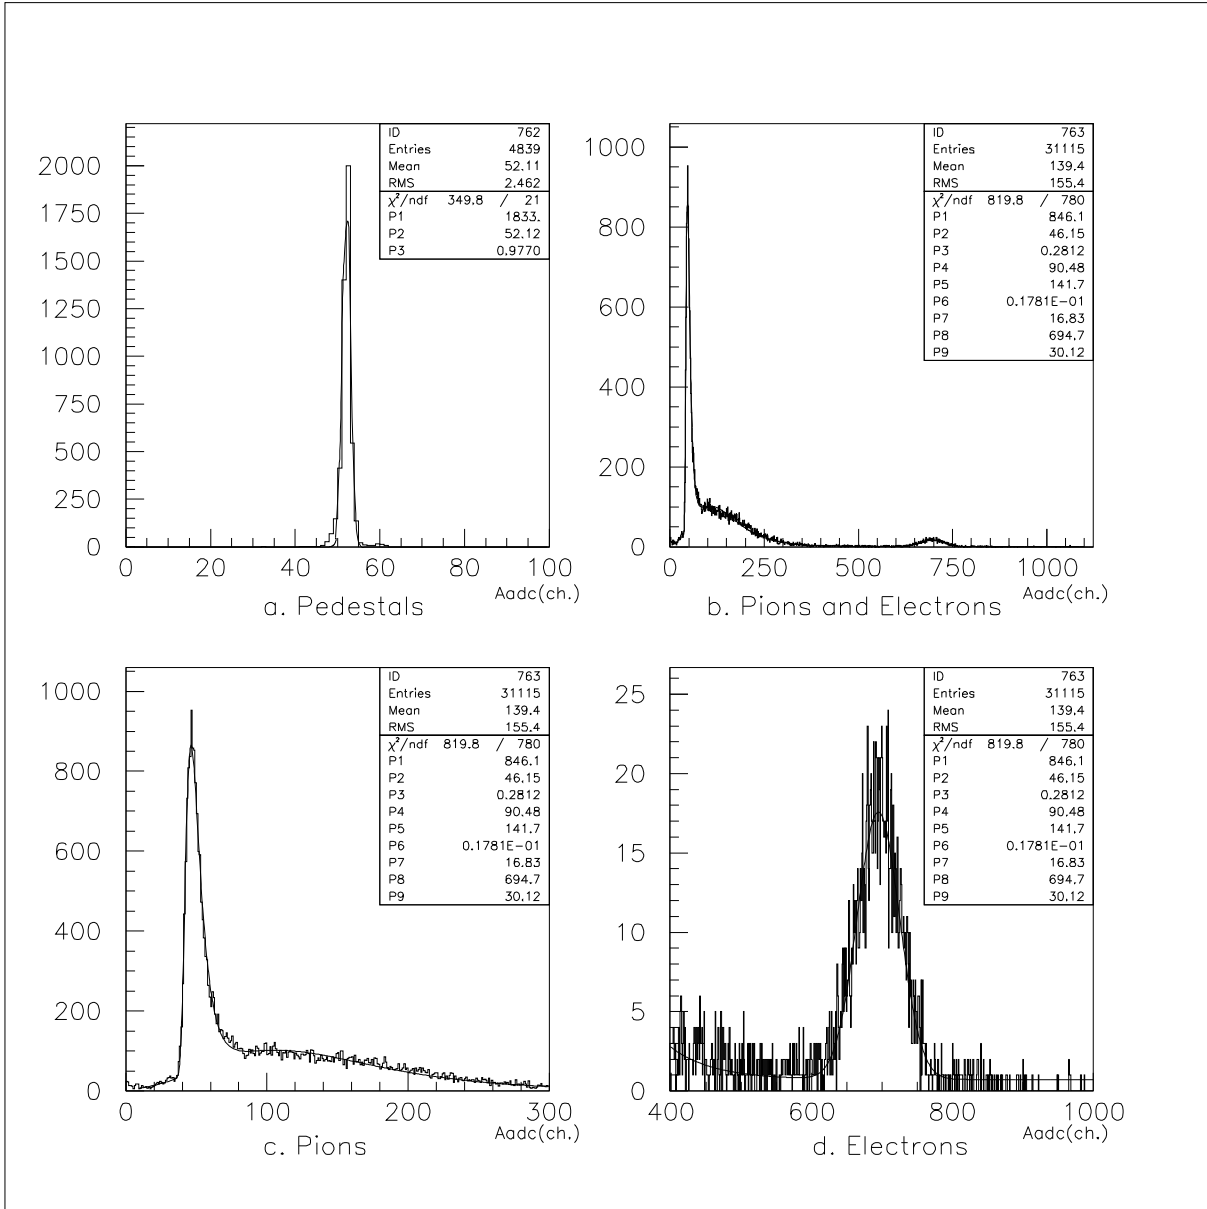 ID 762
Entries 4839
Mean 52.11
RMS 2.462
χ²/ndf 349.8 / 21
P1 1833.
P2 52.12
P3 0.9770
2000
1750
1500
1250
1000
750
500
250
0
0 20 40 60 80 100
Aadc(ch.)
a. Pedestals
ID 763
Entries 31115
Mean 139.4
RMS 155.4
χ²/ndf 819.8 / 780
P1 846.1
P2 46.15
P3 0.2812
P4 90.48
P5 141.7
P6 0.1781E-01
P7 16.83
P8 694.7
P9 30.12
1000
800
600
400
200
0
0 250 500 750 1000
Aadc(ch.)
b. Pions and Electrons
ID 763
Entries 31115
Mean 139.4
RMS 155.4
χ²/ndf 819.8 / 780
P1 846.1
P2 46.15
P3 0.2812
P4 90.48
P5 141.7
P6 0.1781E-01
P7 16.83
P8 694.7
P9 30.12
1000
800
600
400
200
0
0 100 200 300
Aadc(ch.)
c. Pions
ID 763
Entries 31115
Mean 139.4
RMS 155.4
χ²/ndf 819.8 / 780
P1 846.1
P2 46.15
P3 0.2812
P4 90.48
P5 141.7
P6 0.1781E-01
P7 16.83
P8 694.7
P9 30.12
25
20
15
10
5
0
400 600 800 1000
Aadc(ch.)
d. Electrons